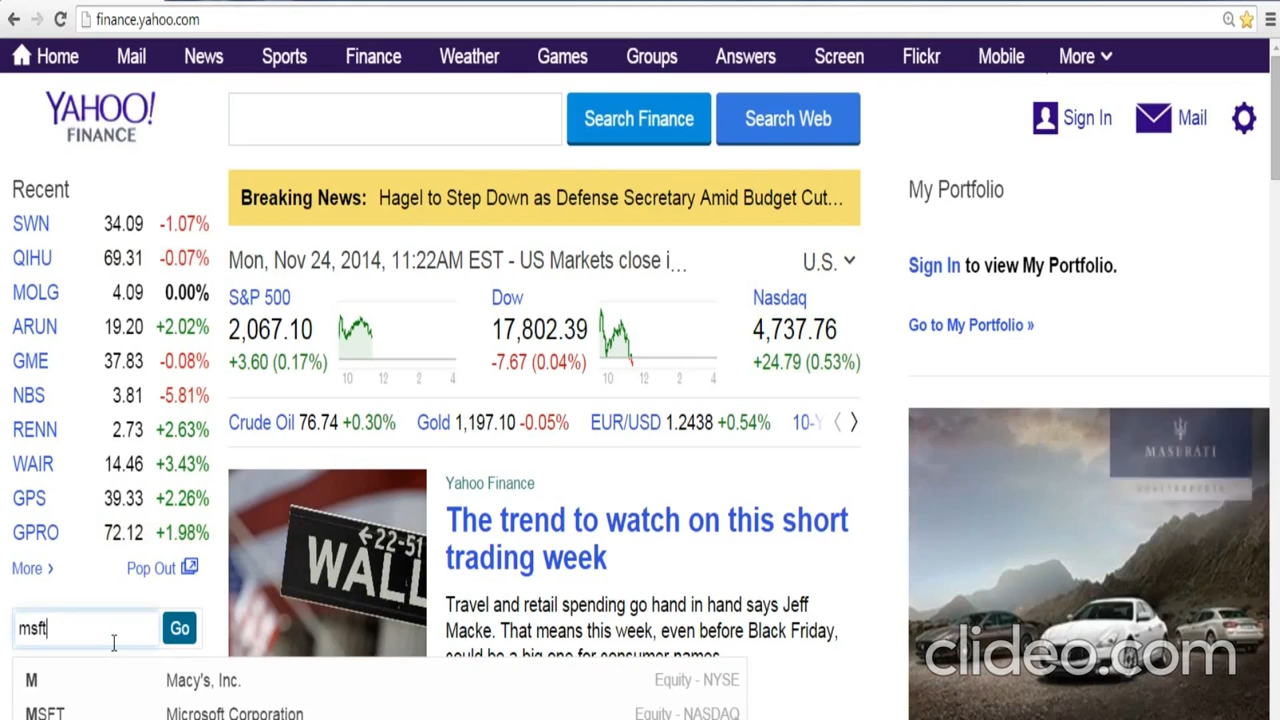 finance.yahoo.com
Home Mail News Sports Finance Weather Games Groups Answers Screen Flickr Mobile More
YAHOO!
FINANCE
Search Finance Search Web
Sign In Mail
Recent
SWN 34.09 -1.07%
QIHU 69.31 -0.07%
MOLG 4.09 0.00%
ARUN 19.20 +2.02%
GME 37.83 -0.08%
NBS 3.81 -5.81%
RENN 2.73 +2.63%
WAIR 14.46 +3.43%
GPS 39.33 +2.26%
GPRO 72.12 +1.98%
More › Pop Out
msft Go
M Macy's, Inc. Equity - NYSE
MSFT Microsoft Corporation Equity - NASDAQ
Breaking News: Hagel to Step Down as Defense Secretary Amid Budget Cut...
Mon, Nov 24, 2014, 11:22AM EST - US Markets close i... U.S.
S&P 500 Dow Nasdaq
2,067.10 17,802.39 4,737.76
+3.60 (0.17%) -7.67 (0.04%) +24.79 (0.53%)
10 12 2 4 10 12 2 4
Crude Oil 76.74 +0.30% Gold 1,197.10 -0.05% EUR/USD 1.2438 +0.54% 10-Y
22-51
WALL
Yahoo Finance
The trend to watch on this short
trading week
Travel and retail spending go hand in hand says Jeff
Macke. That means this week, even before Black Friday,
could be a big one for consumer names.
My Portfolio
Sign In to view My Portfolio.
Go to My Portfolio »
MASERATI
clideo.com